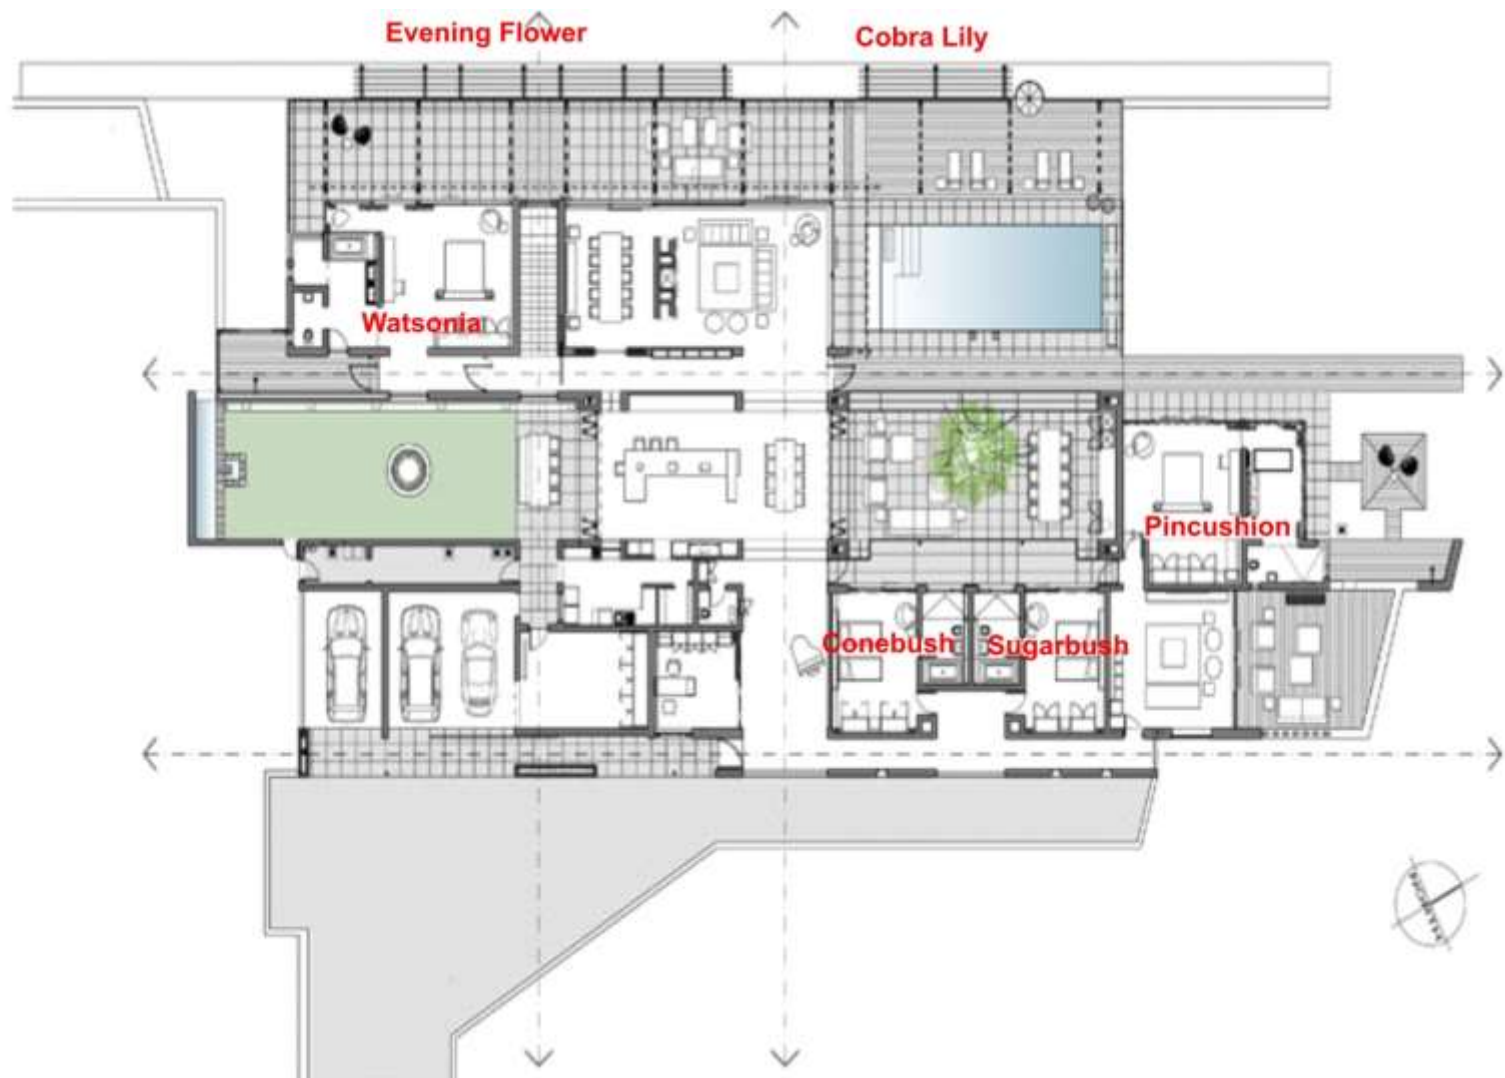 Evening Flower
Cobra Lily
Watsonia
Pincushion
Conebush
Sugarbush